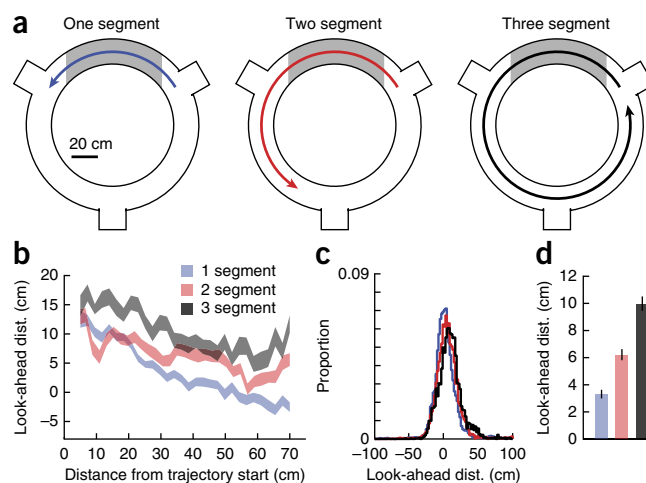 a
One segment Two segment Three segment
20 cm
b
Look-ahead dist. (cm)
20
15
10
5
0
−5
0 10 20 30 40 50 60 70
Distance from trajectory start (cm)
1 segment
2 segment
3 segment
c
Proportion
0.09
0
−100 −50 0 50 100
Look-ahead dist. (cm)
d
Look-ahead dist. (cm)
12
10
8
6
4
2
0